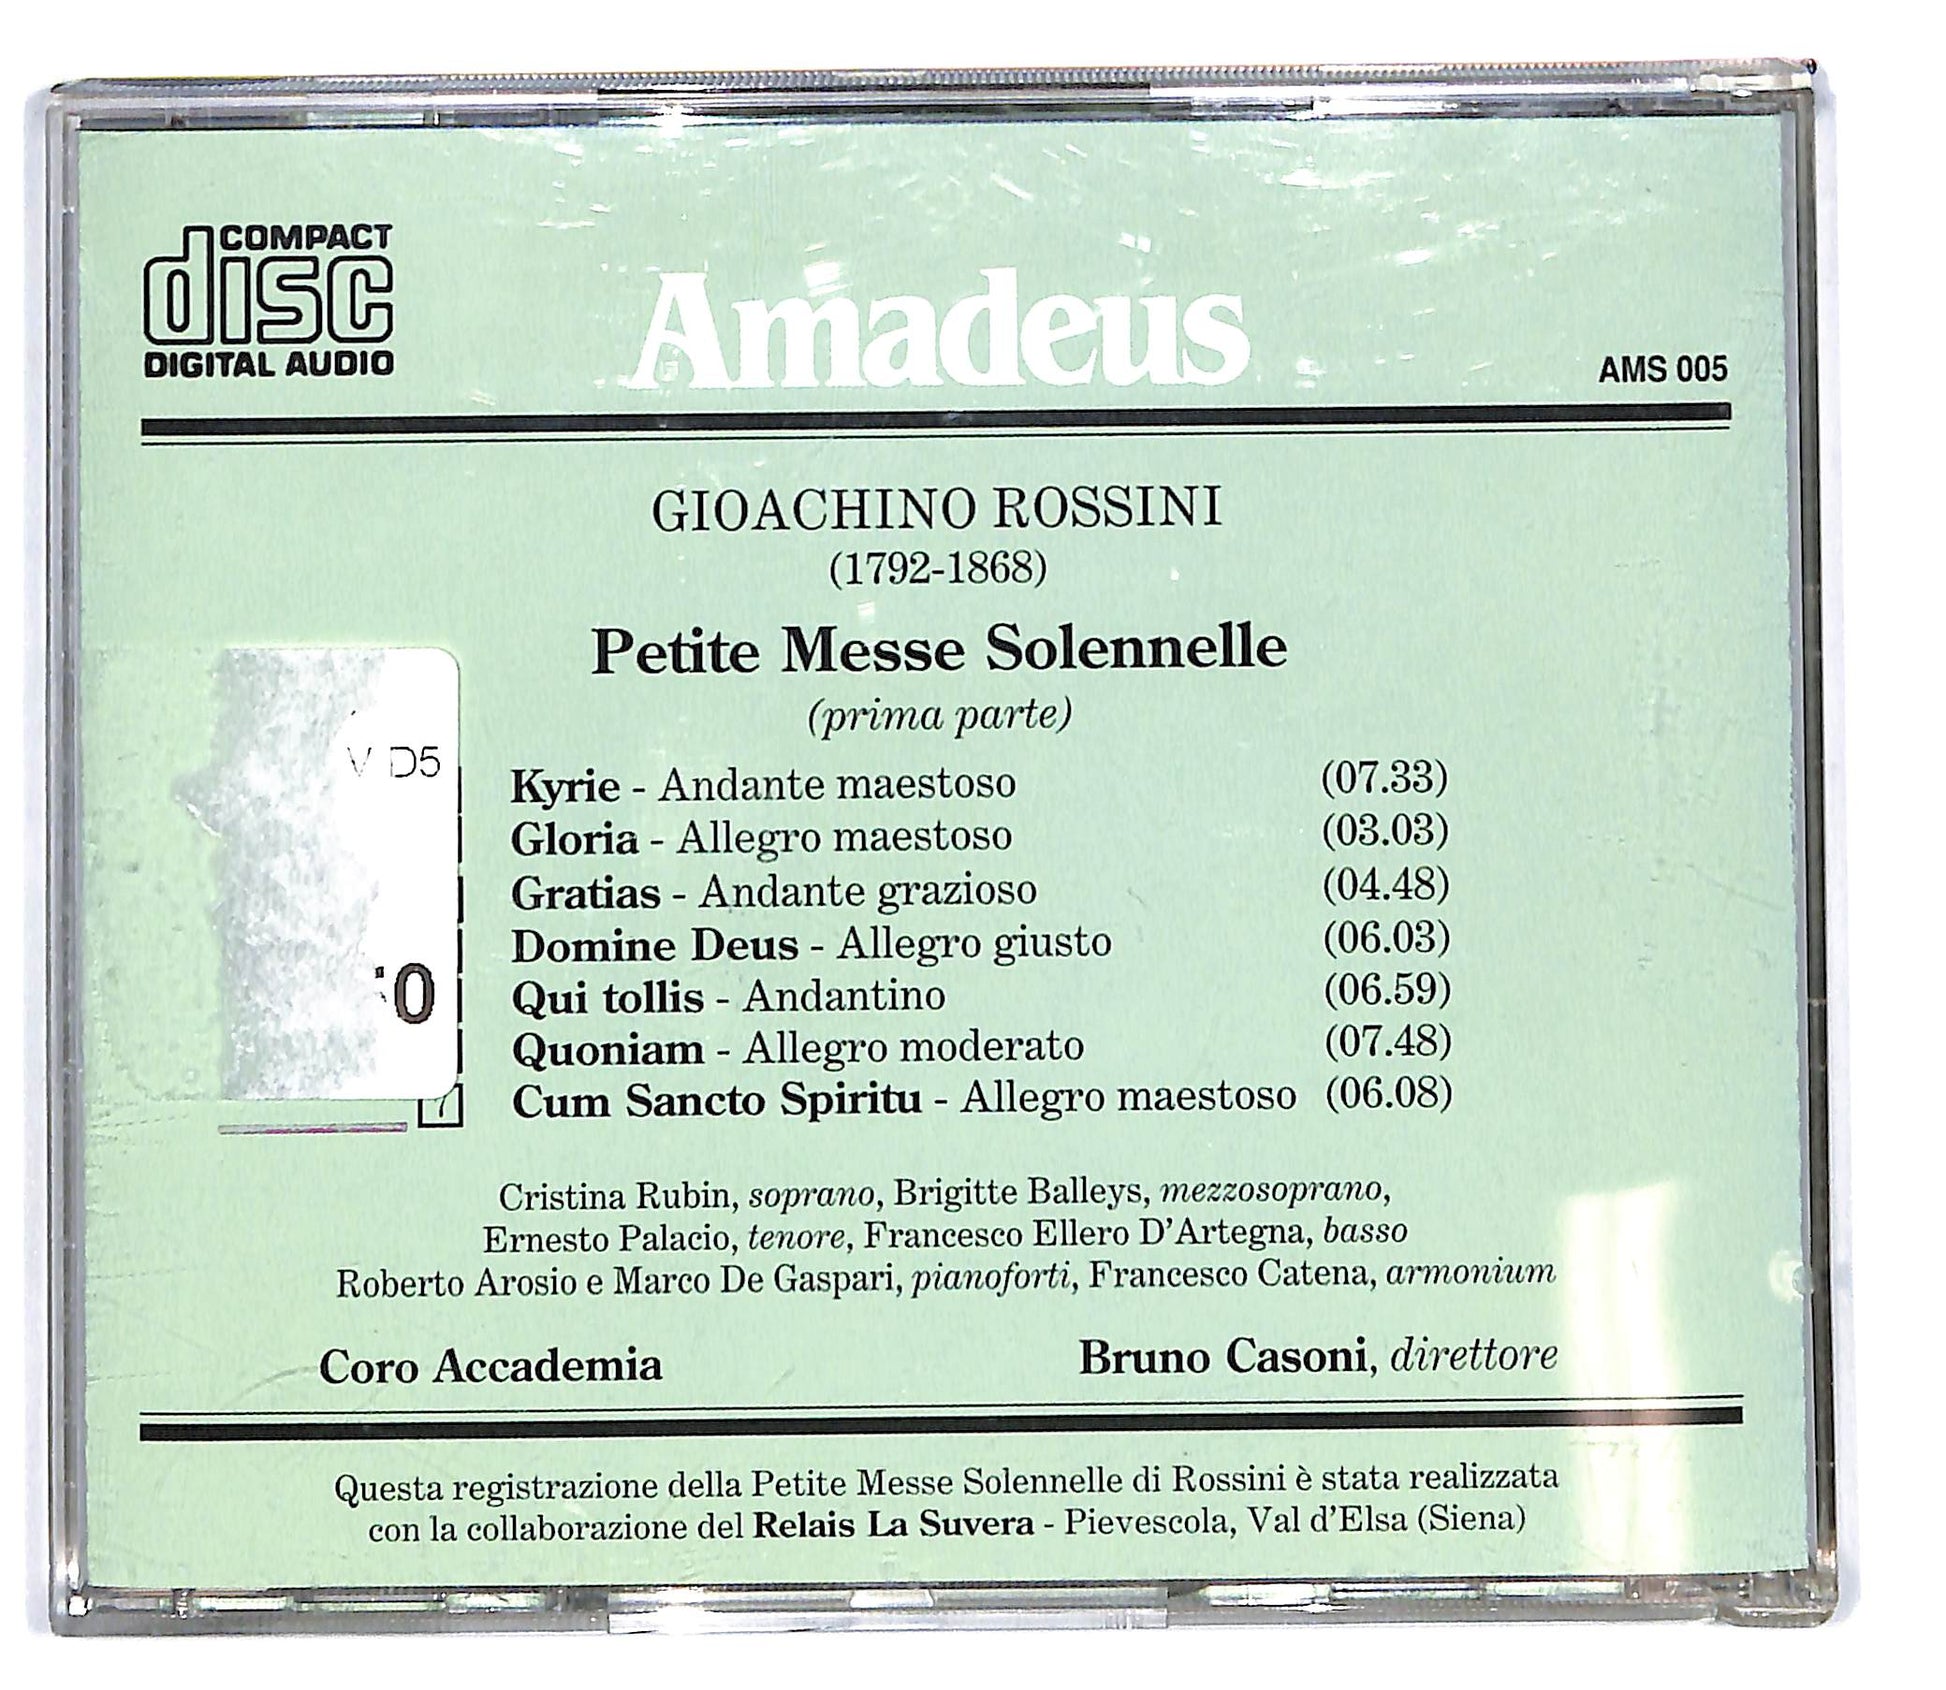 COMPACT
disc
DIGITAL AUDIO
Amadeus
AMS 005
GIOACHINO ROSSINI
(1792-1868)
Petite Messe Solennelle
(prima parte)
V D5
Kyrie - Andante maestoso (07.33)
Gloria - Allegro maestoso (03.03)
Gratias - Andante grazioso (04.48)
Domine Deus - Allegro giusto (06.03)
0
Qui tollis - Andantino (06.59)
Quoniam - Allegro moderato (07.48)
7 Cum Sancto Spiritu - Allegro maestoso (06.08)
Cristina Rubin, soprano, Brigitte Balleys, mezzosoprano,
Ernesto Palacio, tenore, Francesco Ellero D'Artegna, basso
Roberto Arosio e Marco De Gaspari, pianoforti, Francesco Catena, armonium
Coro Accademia Bruno Casoni, direttore
Questa registrazione della Petite Messe Solennelle di Rossini è stata realizzata
con la collaborazione del Relais La Suvera - Pievescola, Val d'Elsa (Siena)